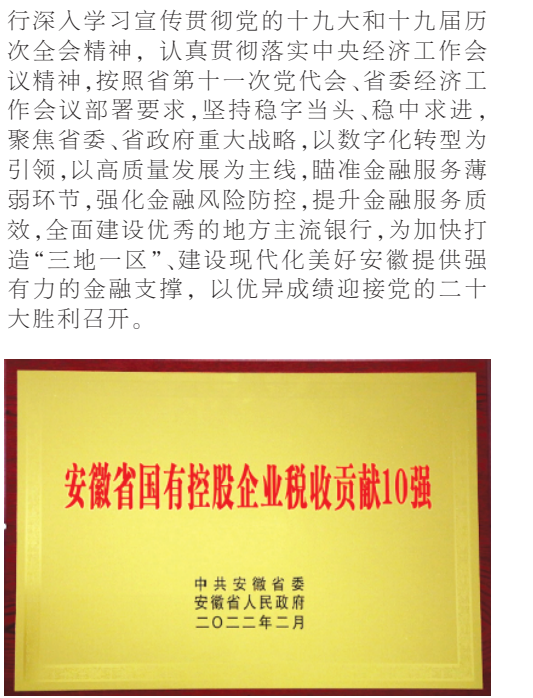 行深入学习宣传贯彻党的十九大和十九届历
次全会精神，认真贯彻落实中央经济工作会
议精神,按照省第十一次党代会、省委经济工
作会议部署要求,坚持稳字当头、稳中求进,
聚焦省委、省政府重大战略,以数字化转型为
引领,以高质量发展为主线,瞄准金融服务薄
弱环节,强化金融风险防控,提升金融服务质
效,全面建设优秀的地方主流银行,为加快打
造“三地一区”、建设现代化美好安徽提供强
有力的金融支撑，以优异成绩迎接党的二十
大胜利召开。
安徽省国有控股企业税收贡献10强
中共安徽省委
安徽省人民政府
二〇二二年二月